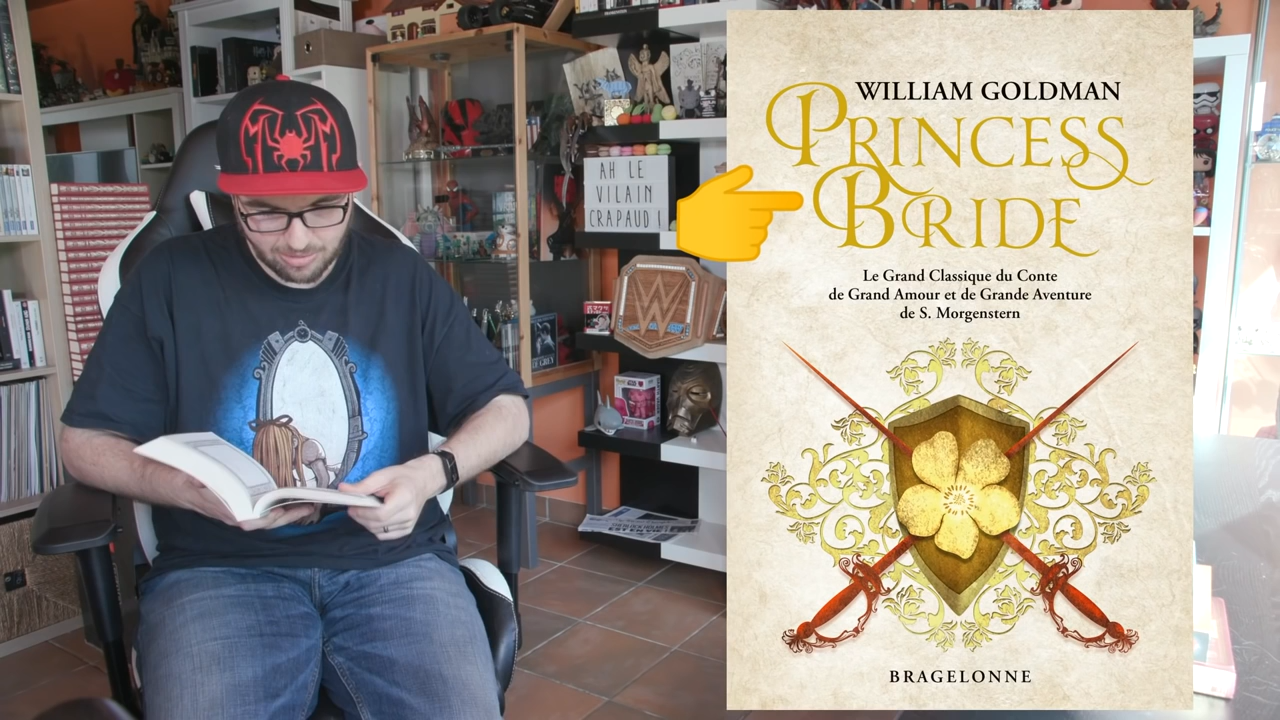 AH LE
VILAIN
CRAPAUD !
W
WILLIAM GOLDMAN
PRINCESS
BRIDE
Le Grand Classique du Conte
de Grand Amour et de Grande Aventure
de S. Morgenstern
BRAGELONNE